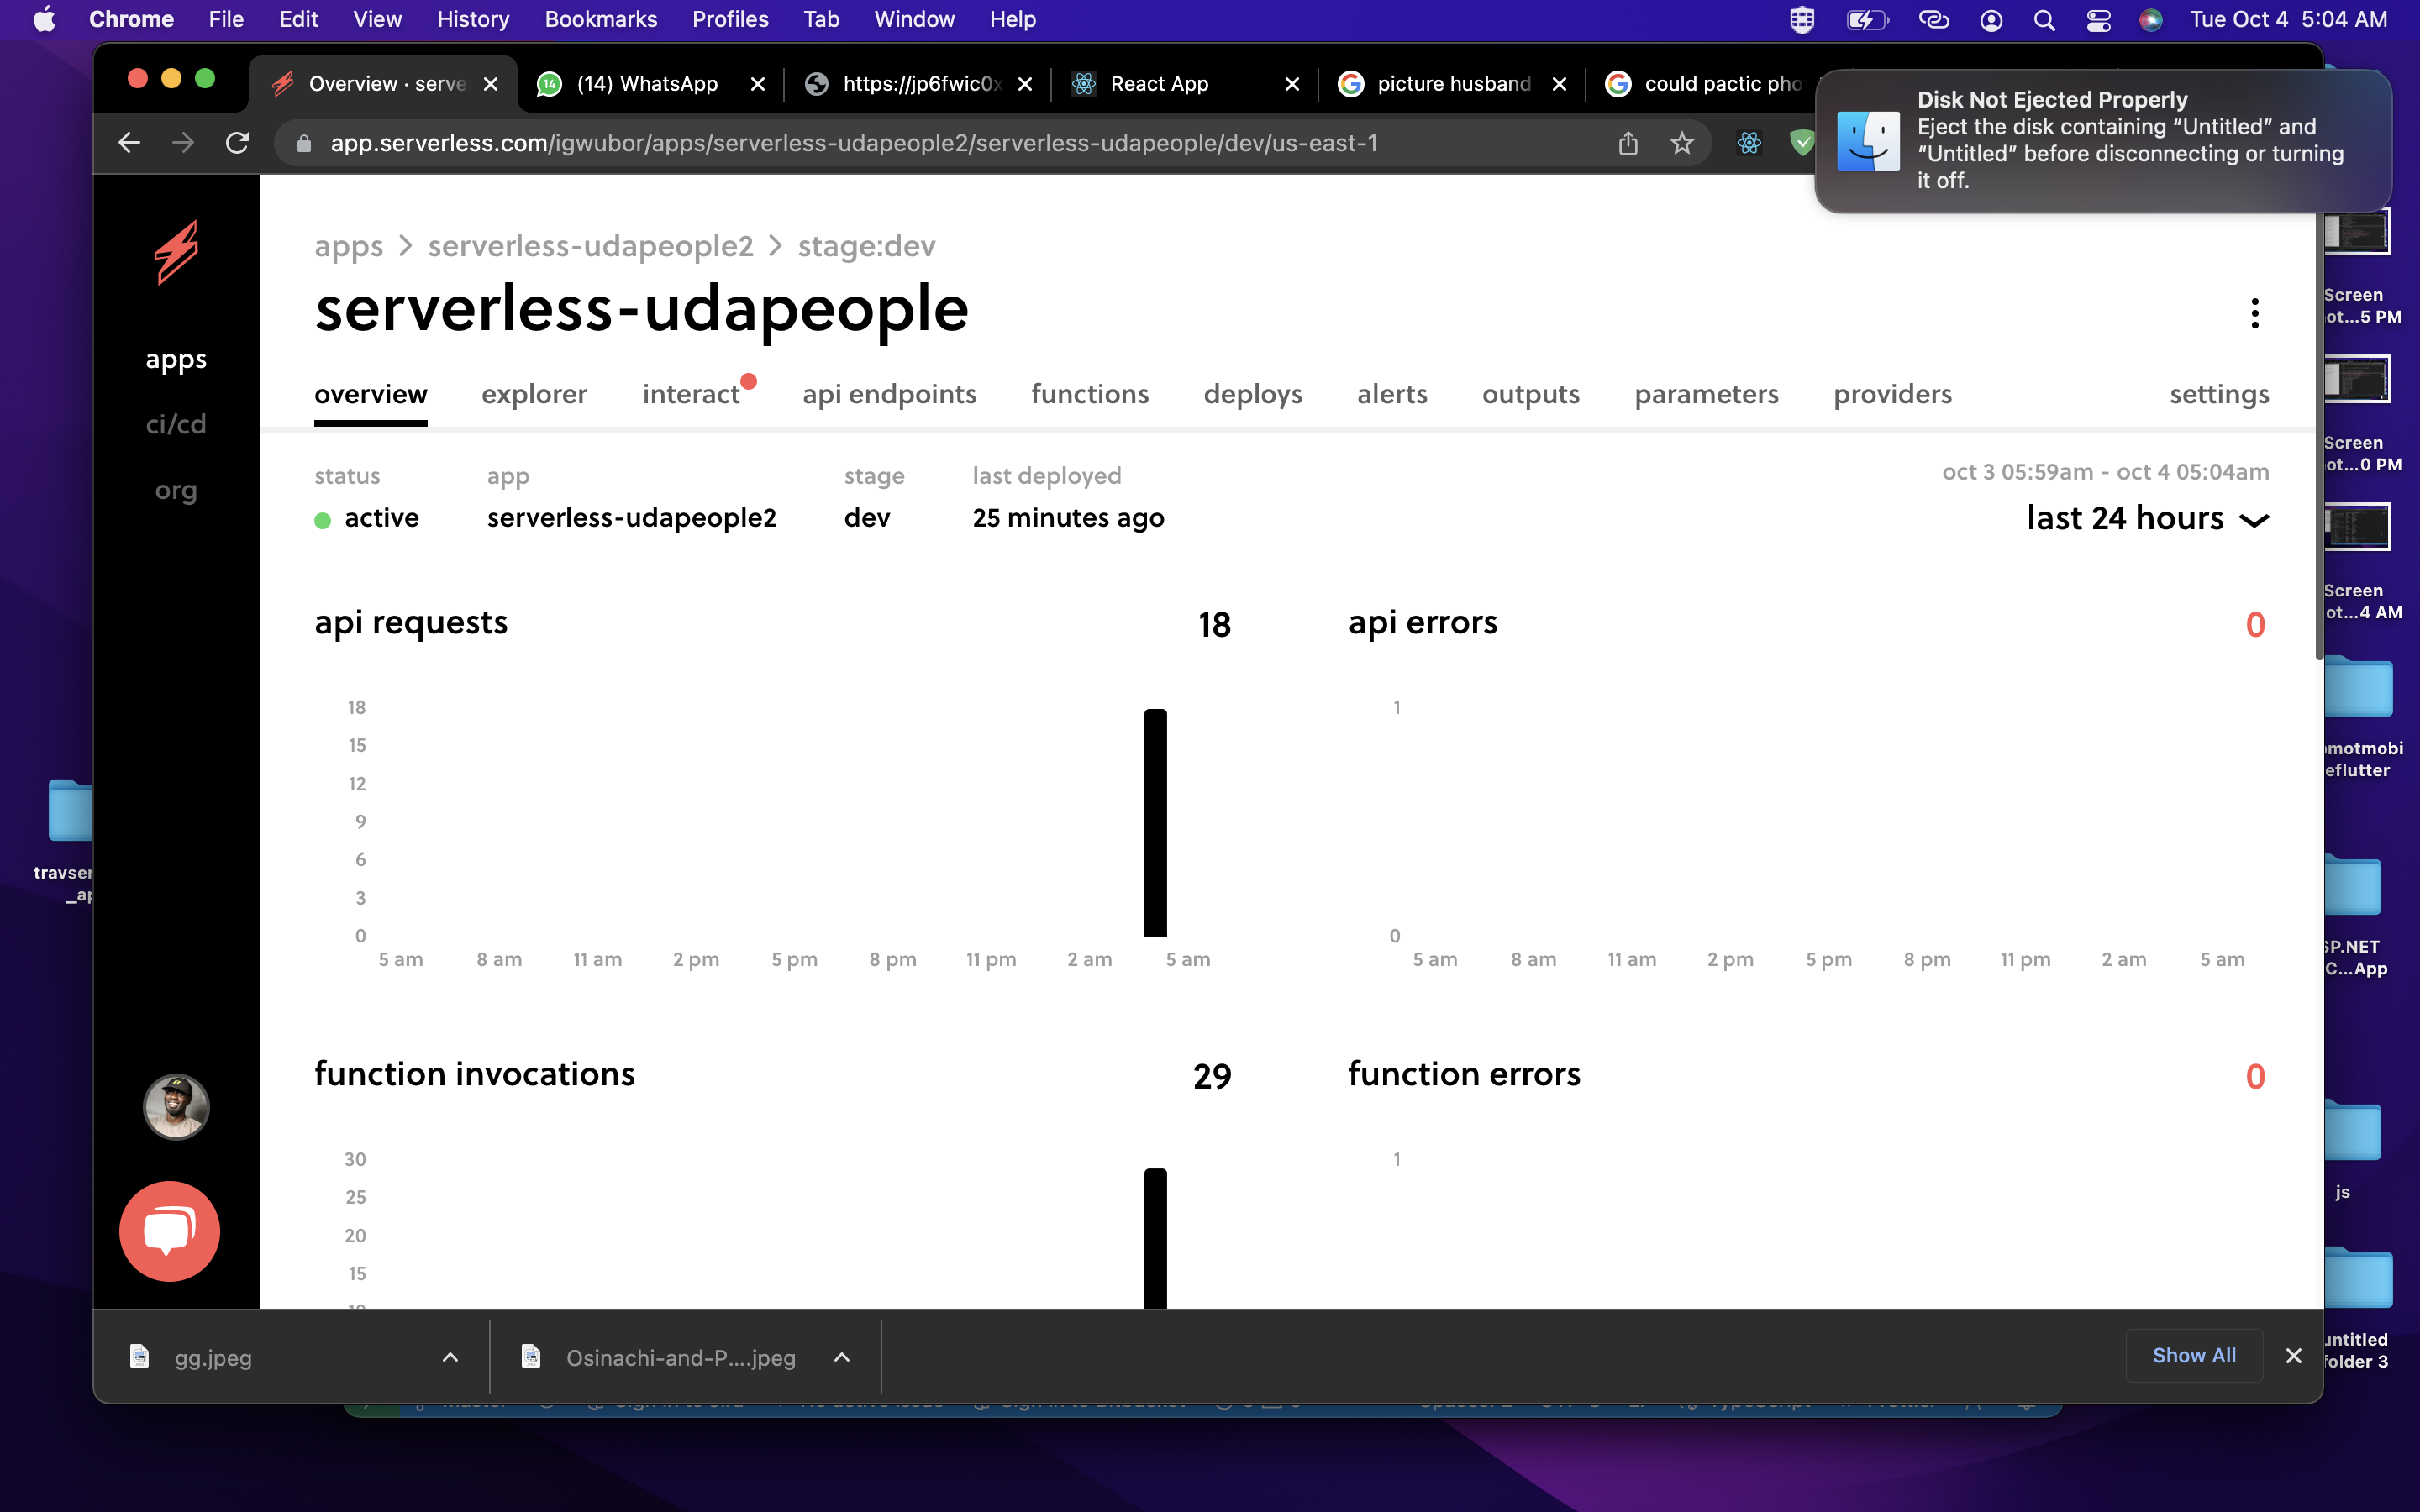 Chrome File Edit View History Bookmarks Profiles Tab Window Help Tue Oct 4 5:04 AM
Overview · serve (14) WhatsApp https://jp6fwic0x React App picture husband could pactic pho
app.serverless.com/igwubor/apps/serverless-udapeople2/serverless-udapeople/dev/us-east-1
Disk Not Ejected Properly
Eject the disk containing “Untitled” and
“Untitled” before disconnecting or turning
it off.
apps > serverless-udapeople2 > stage:dev
serverless-udapeople
apps
ci/cd
org
overview explorer interact api endpoints functions deploys alerts outputs parameters providers settings
status app stage last deployed oct 3 05:59am - oct 4 05:04am
active serverless-udapeople2 dev 25 minutes ago last 24 hours
api requests 18 api errors 0
18
15
12
9
6
3
0
5 am 8 am 11 am 2 pm 5 pm 8 pm 11 pm 2 am 5 am
1
0
5 am 8 am 11 am 2 pm 5 pm 8 pm 11 pm 2 am 5 am
function invocations 29 function errors 0
30
25
20
15
10
1
gg.jpeg Osinachi-and-P....jpeg Show All
travser
_ap
Screen
ot...5 PM
Screen
ot...0 PM
Screen
ot...4 AM
omotmobi
eflutter
SP.NET
C...App
js
untitled
folder 3